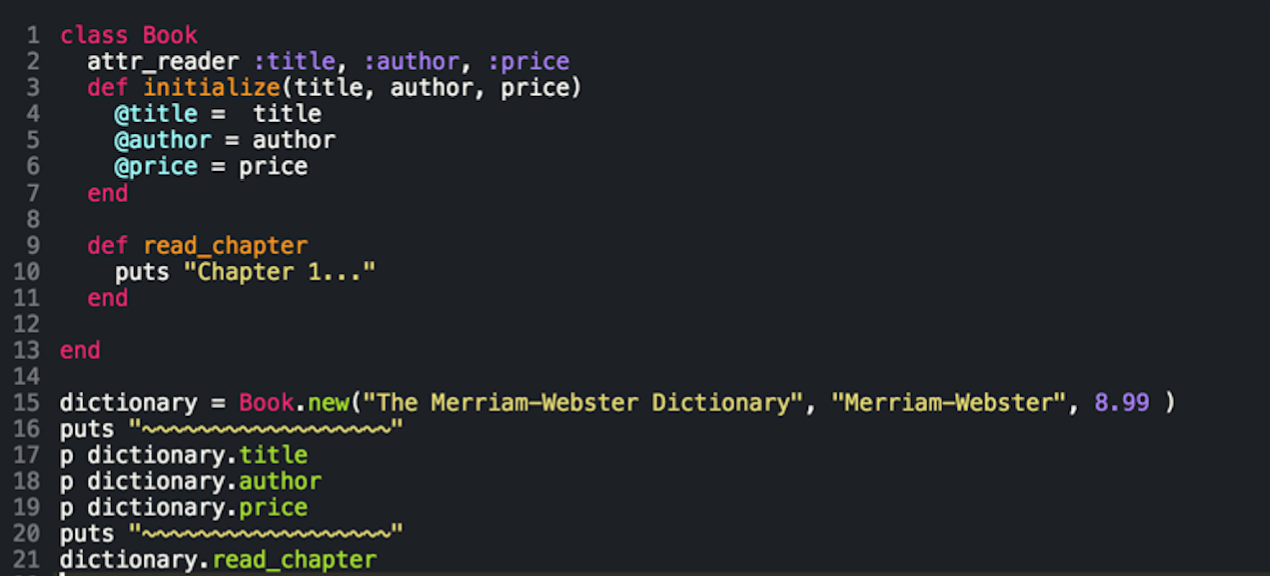 1 class Book
2   attr_reader :title, :author, :price
3   def initialize(title, author, price)
4     @title =  title
5     @author = author
6     @price = price
7   end
8
9   def read_chapter
10     puts "Chapter 1..."
11   end
12
13 end
14
15 dictionary = Book.new("The Merriam-Webster Dictionary", "Merriam-Webster", 8.99 )
16 puts "~~~~~~~~~~~~~~~~~~"
17 p dictionary.title
18 p dictionary.author
19 p dictionary.price
20 puts "~~~~~~~~~~~~~~~~~~"
21 dictionary.read_chapter